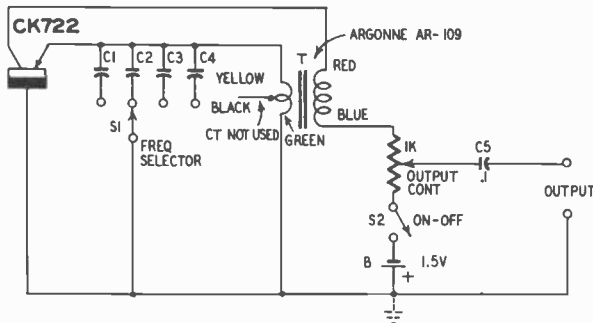 CK722
C1
C2
C3
C4
T
ARGONNE AR-109
YELLOW
RED
BLACK
BLUE
S1
CT NOT USED
GREEN
FREQ
SELECTOR
1K
C5
OUTPUT
CONT
.1
OUTPUT
S2
ON-OFF
B
1.5V
+